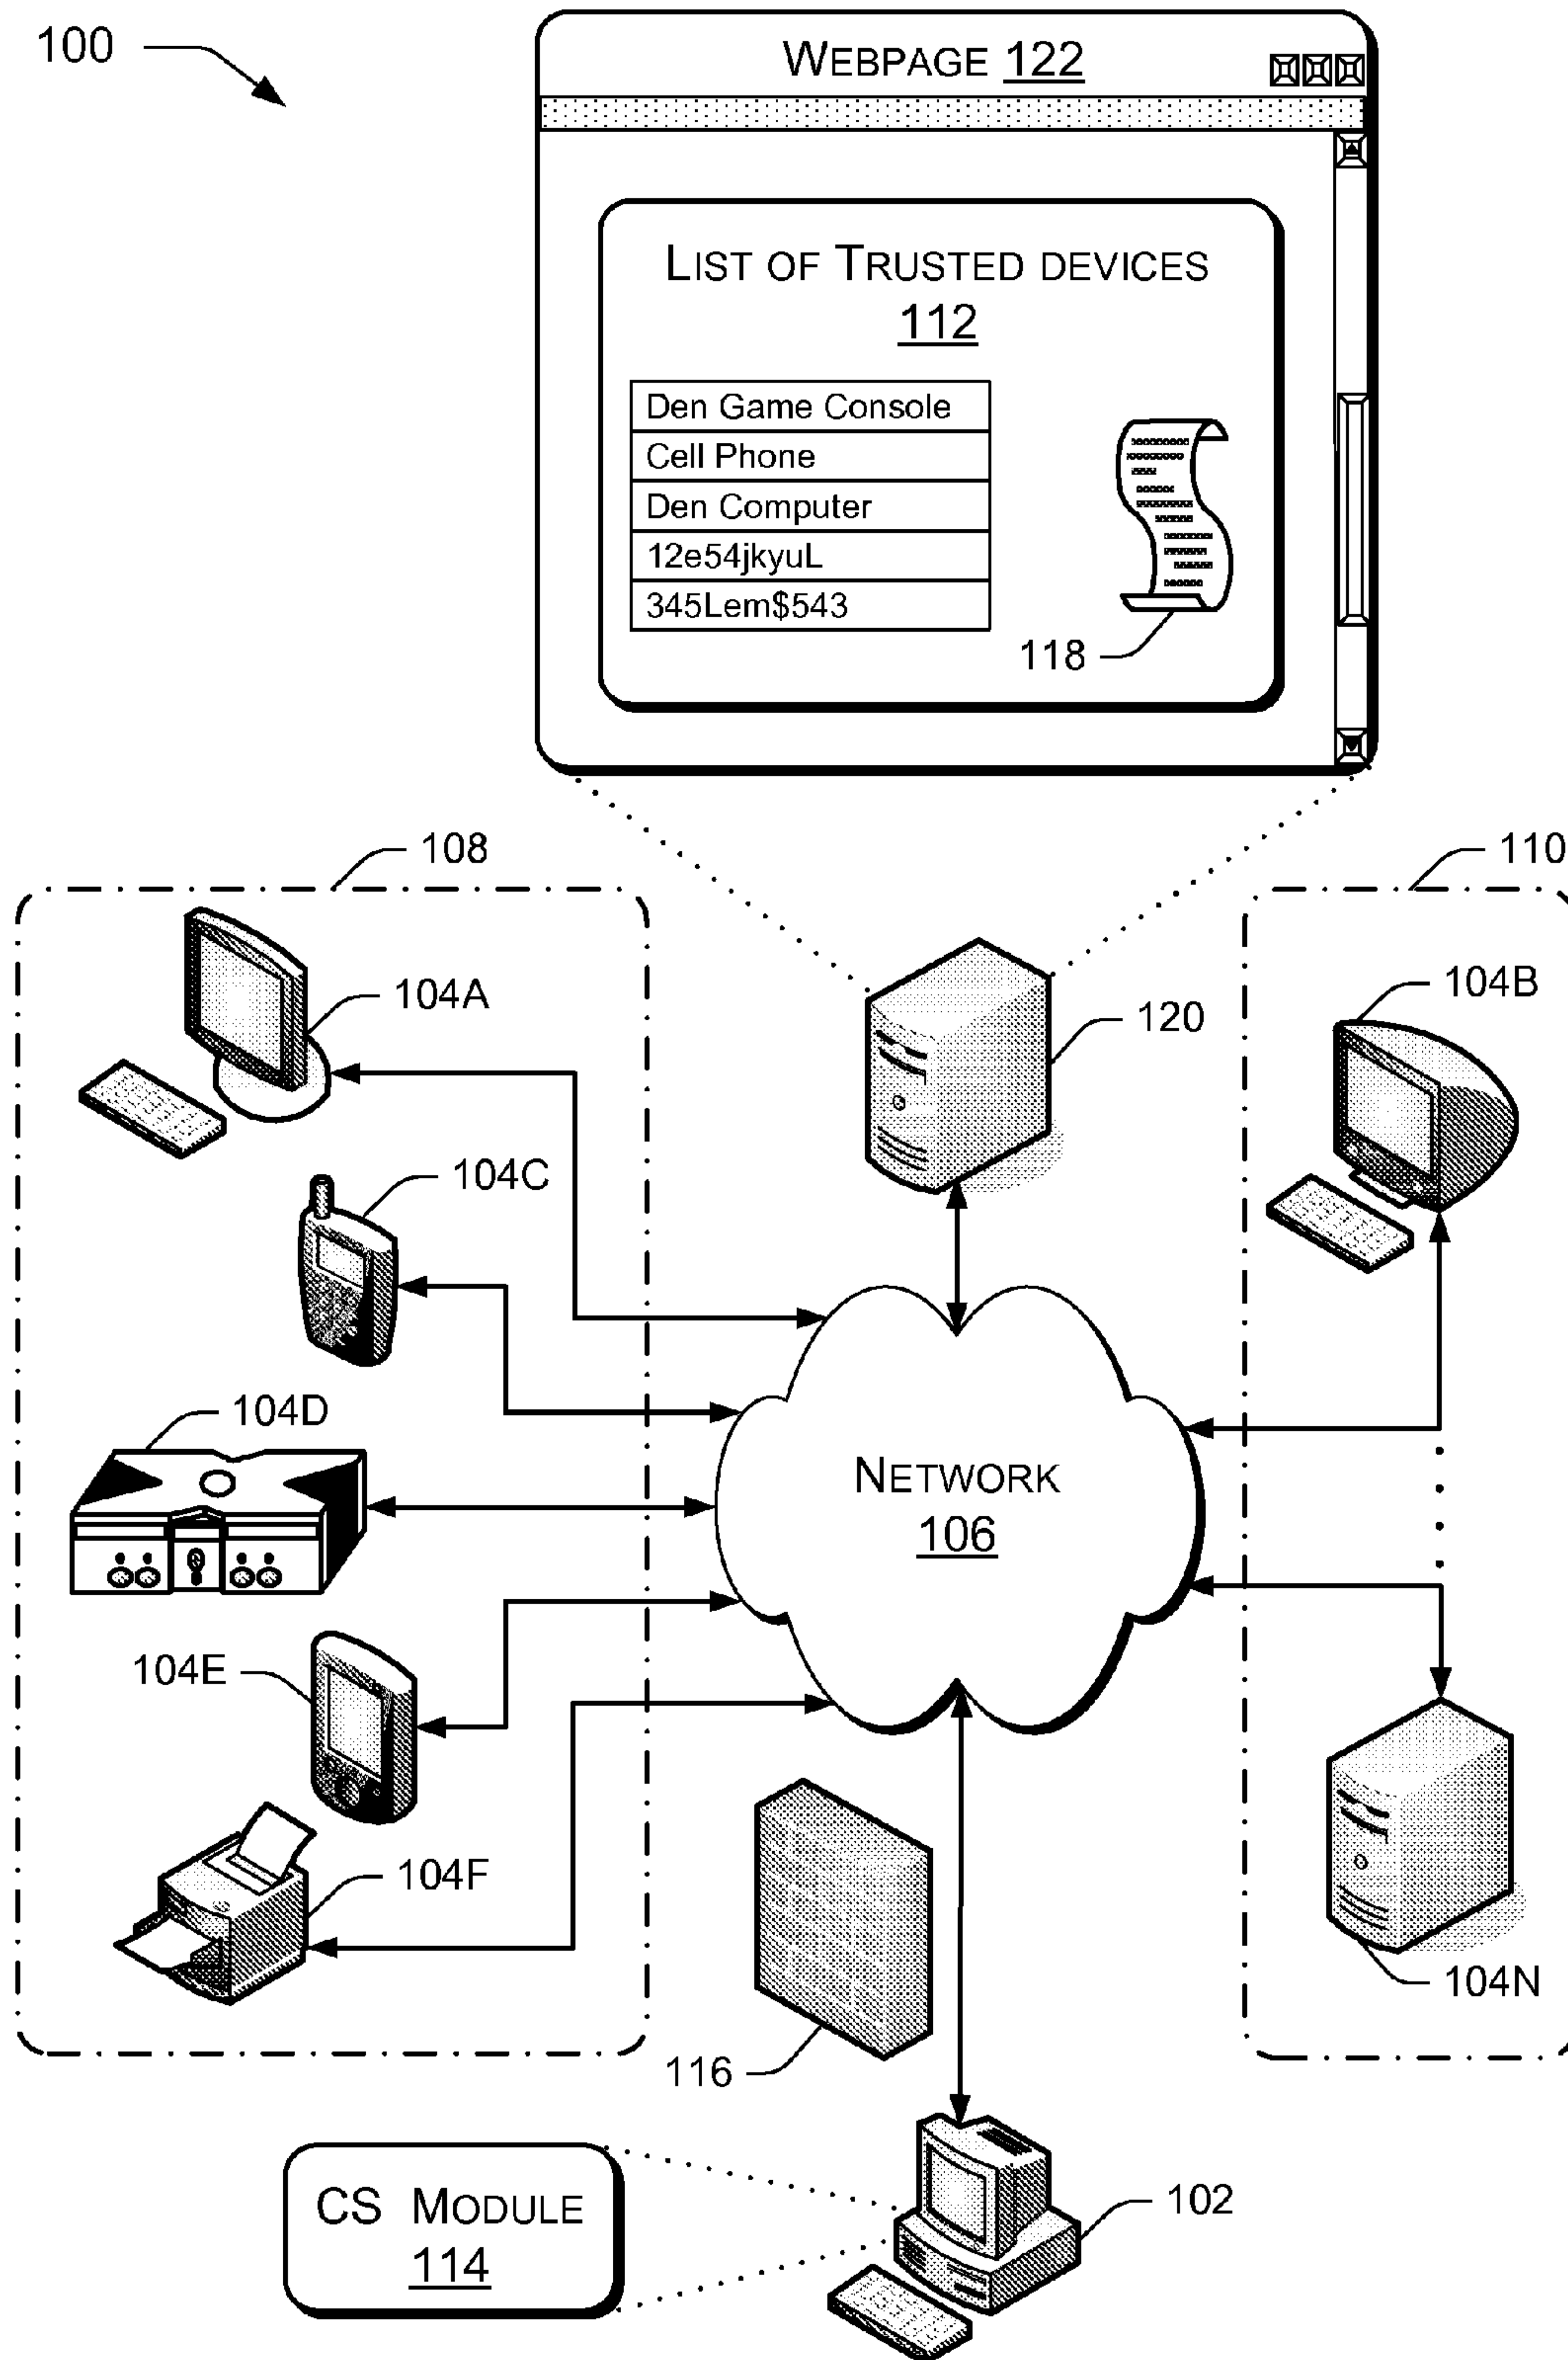 100
WEBPAGE 122
LIST OF TRUSTED DEVICES
112
Den Game Console
Cell Phone
Den Computer
12e54jkyuL
345Lem$543
118
108
110
104A
120
104B
104C
104D
NETWORK
106
104E
104F
104N
116
CS MODULE
114
102